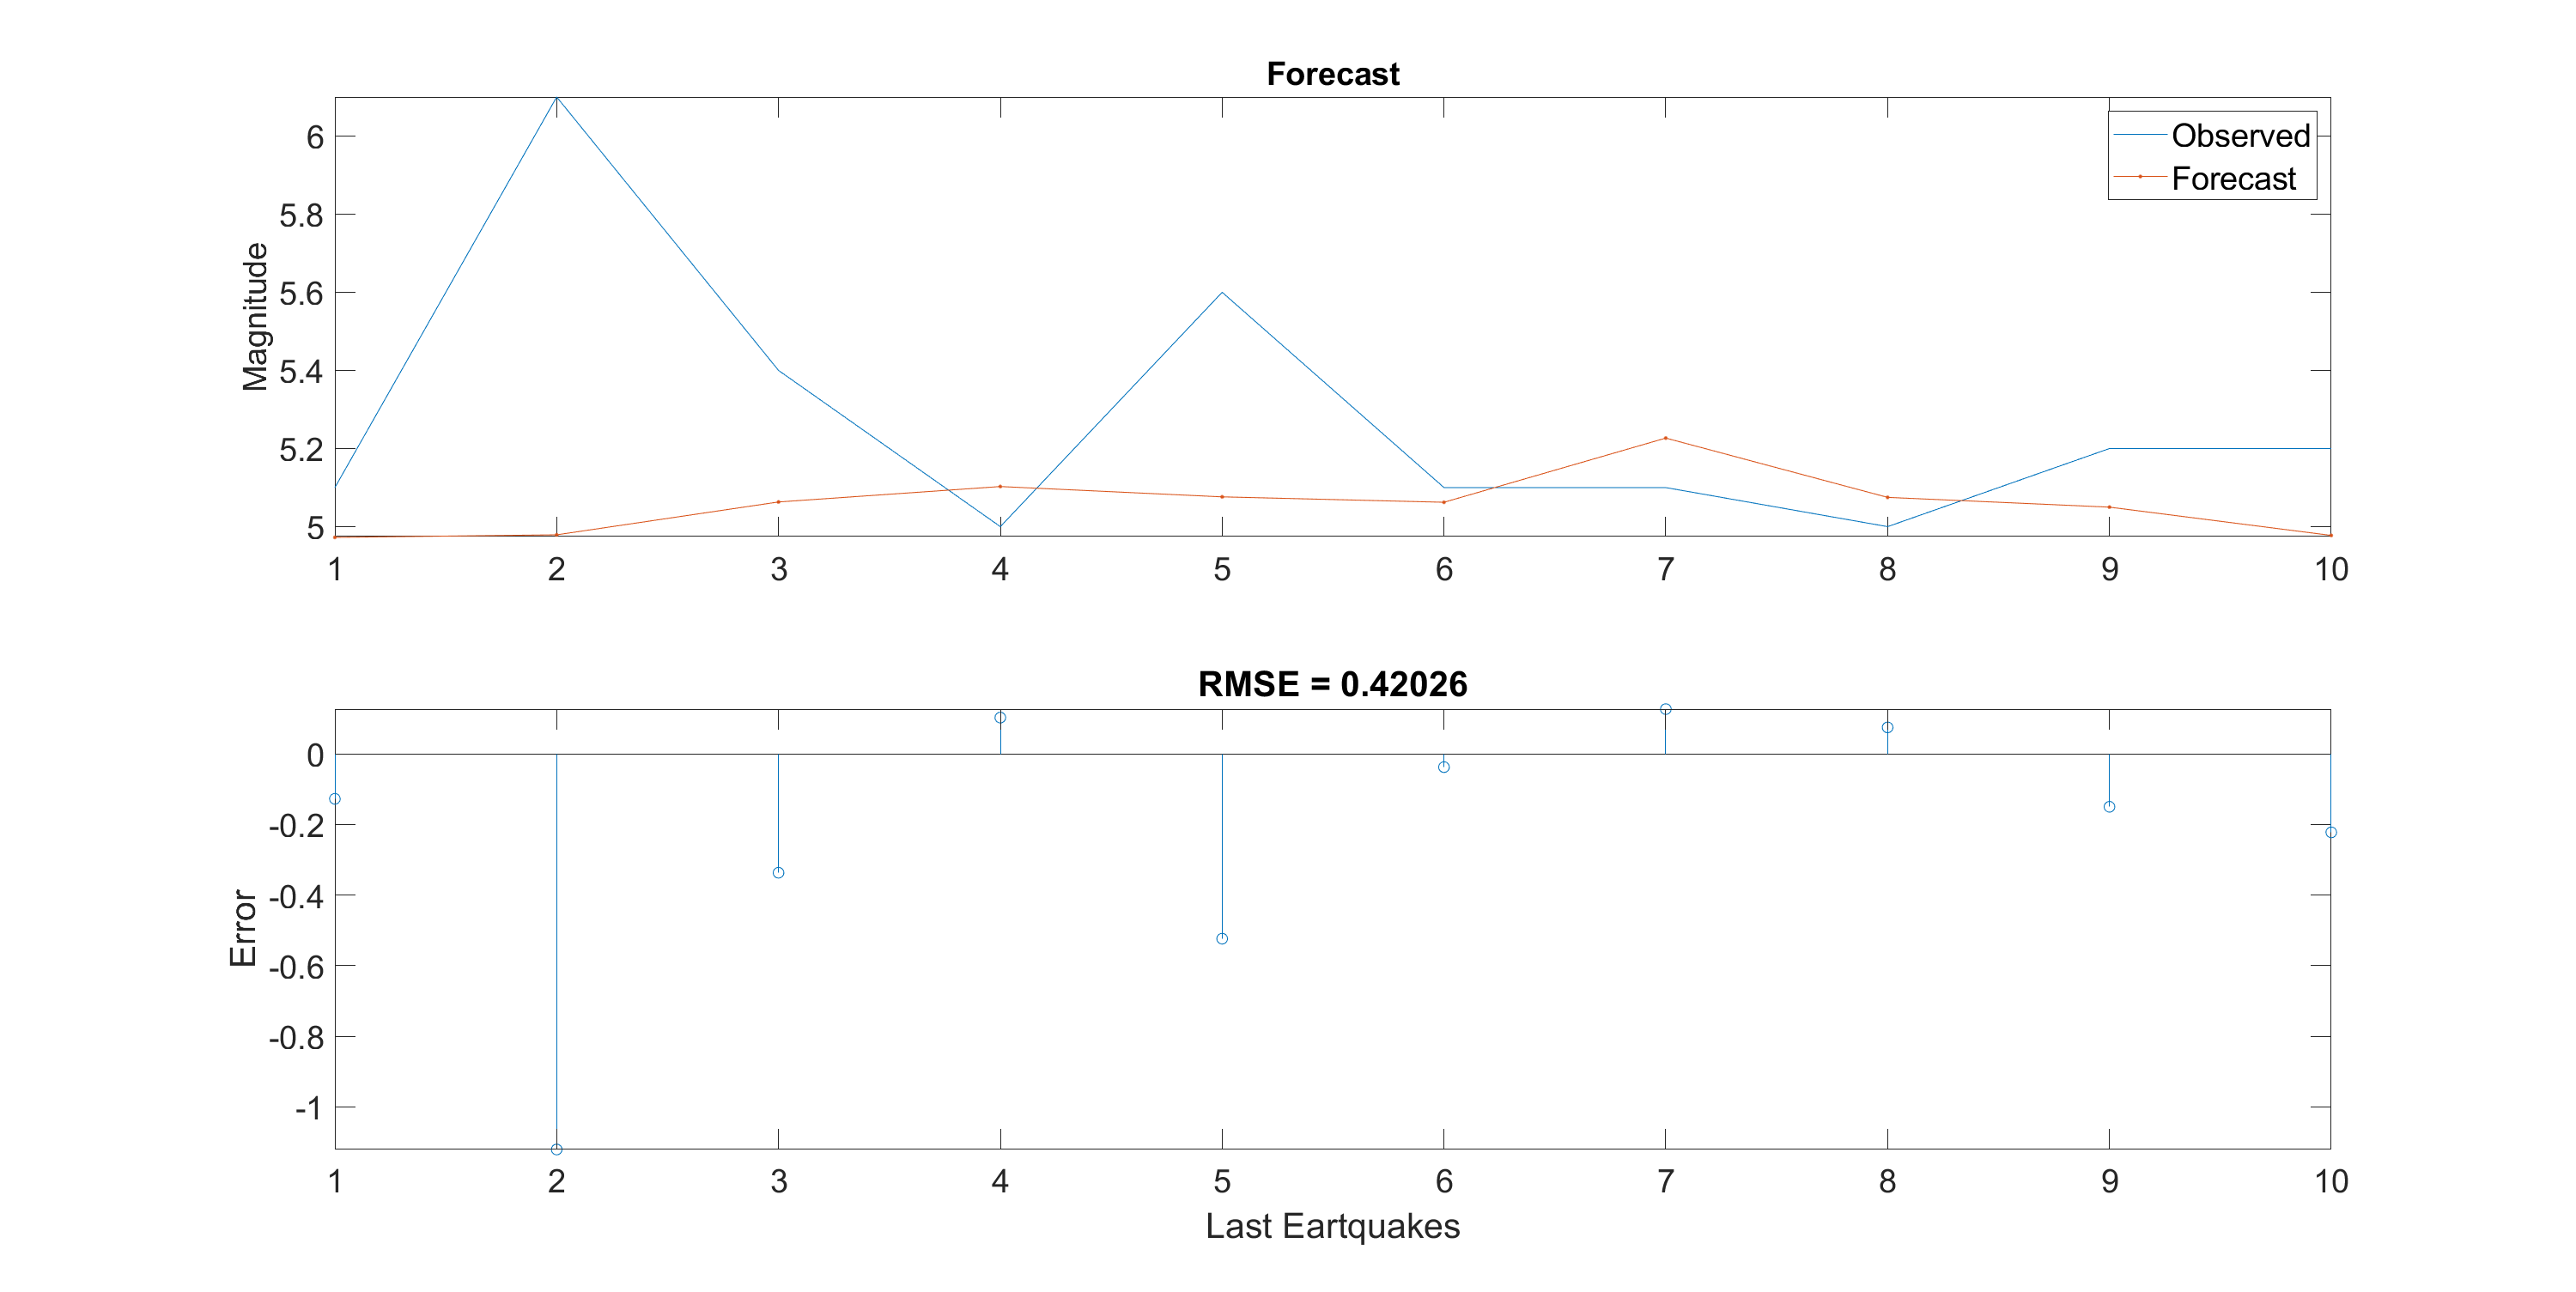 Forecast
Observed
Forecast
Magnitude
6
5.8
5.6
5.4
5.2
5
1 2 3 4 5 6 7 8 9 10
RMSE = 0.42026
Error
0
-0.2
-0.4
-0.6
-0.8
-1
1 2 3 4 5 6 7 8 9 10
Last Eartquakes